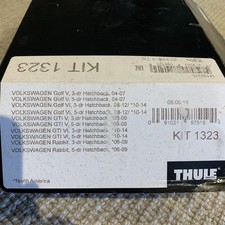 KIT 1323
VOLKSWAGEN Golf V, 3-dr Hatchback, 04-07
VOLKSWAGEN Golf V, 5-dr Hatchback, 04-07
VOLKSWAGEN Golf VI, 3-dr Hatchback, 08-12/ *10-14
VOLKSWAGEN Golf VI, 5-dr Hatchback, 08-12/ *10-14
VOLKSWAGEN GTI V, 3-dr Hatchback, *06-09
VOLKSWAGEN GTI V, 5-dr Hatchback, *06-09
VOLKSWAGEN GTI VI, 3-dr Hatchback, *10-14
VOLKSWAGEN GTI VI, 5-dr Hatchback, *10-14
VOLKSWAGEN Rabbit, 3-dr Hatchback, *06-09
VOLKSWAGEN Rabbit, 5-dr Hatchback, *06-09
KIT 1323
THULE
*North America